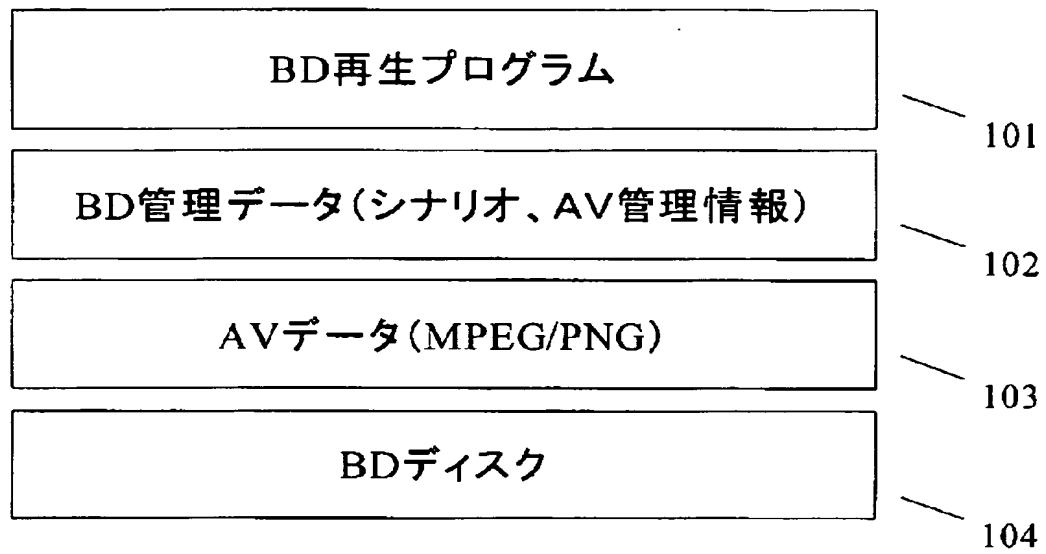 BD再生プログラム
101
BD管理データ(シナリオ、AV管理情報)
102
AVデータ(MPEG/PNG)
103
BDディスク
104